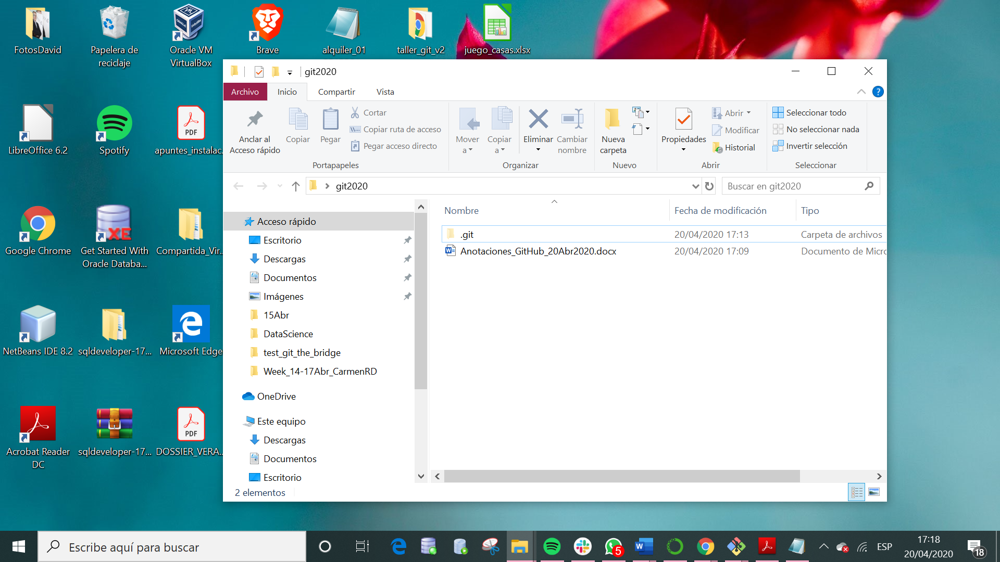 FotosDavid
Papelera de
reciclaje
Oracle VM
VirtualBox
Brave
alquiler_01
taller_git_v2
juego_casas.xlsx
LibreOffice 6.2
Spotify
PDF
apuntes_instalac...
Google Chrome
XE
Get Started With
Oracle Databa...
Compartida_Vir...
NetBeans IDE 8.2
sqldeveloper-17...
Microsoft Edge
Acrobat Reader
DC
sqldeveloper-17...
PDF
DOSSIER_VERA...
git2020
Archivo
Inicio
Compartir
Vista
?
Anclar al
Acceso rápido
Copiar
Pegar
Cortar
Copiar ruta de acceso
Pegar acceso directo
Portapapeles
Mover
a
Copiar
a
Eliminar
Cambiar
nombre
Organizar
Nueva
carpeta
Nuevo
Propiedades
Abrir
Modificar
Historial
Abrir
Seleccionar todo
No seleccionar nada
Invertir selección
Seleccionar
git2020
Buscar en git2020
Acceso rápido
Escritorio
Descargas
Documentos
Imágenes
15Abr
DataScience
test_git_the_bridge
Week_14-17Abr_CarmenRD
OneDrive
Este equipo
Descargas
Documentos
Escritorio
Nombre Fecha de modificación Tipo
.git 20/04/2020 17:13 Carpeta de archivos
Anotaciones_GitHub_20Abr2020.docx 20/04/2020 17:09 Documento de Micro
2 elementos
Escribe aquí para buscar
5
ESP
17:18
20/04/2020
18